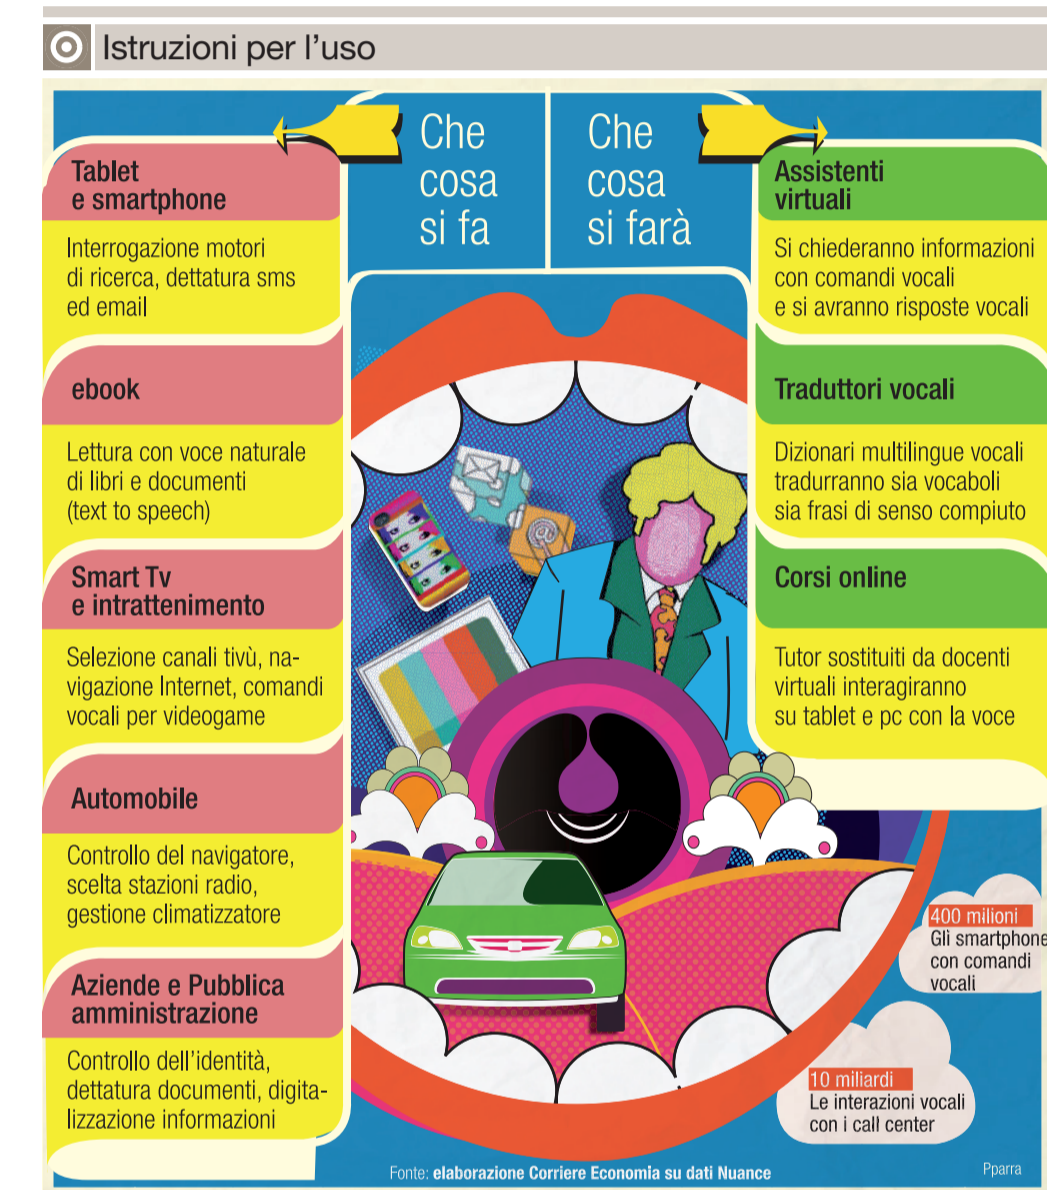 Istruzioni per l'uso
Che
cosa
si fa
Tablet
e smartphone
Interrogazione motori
di ricerca, dettatura sms
ed email
ebook
Lettura con voce naturale
di libri e documenti
(text to speech)
Smart Tv
e intrattenimento
Selezione canali tivù, na-
vigazione Internet, comandi
vocali per videogame
Automobile
Controllo del navigatore,
scelta stazioni radio,
gestione climatizzatore
Aziende e Pubblica
amministrazione
Controllo dell'identità,
dettatura documenti, digita-
lizzazione informazioni
Che
cosa
si farà
Assistenti
virtuali
Si chiederanno informazioni
con comandi vocali
e si avranno risposte vocali
Traduttori vocali
Dizionari multilingue vocali
tradurranno sia vocaboli
sia frasi di senso compiuto
Corsi online
Tutor sostituiti da docenti
virtuali interagiranno
su tablet e pc con la voce
@
400 milioni
Gli smartphone
con comandi
vocali
10 miliardi
Le interazioni vocali
con i call center
Fonte: elaborazione Corriere Economia su dati Nuance
Pparra